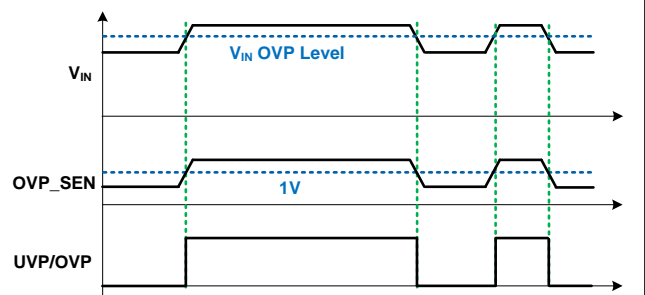 V_IN OVP Level
V_IN
OVP_SEN
1V
UVP/OVP